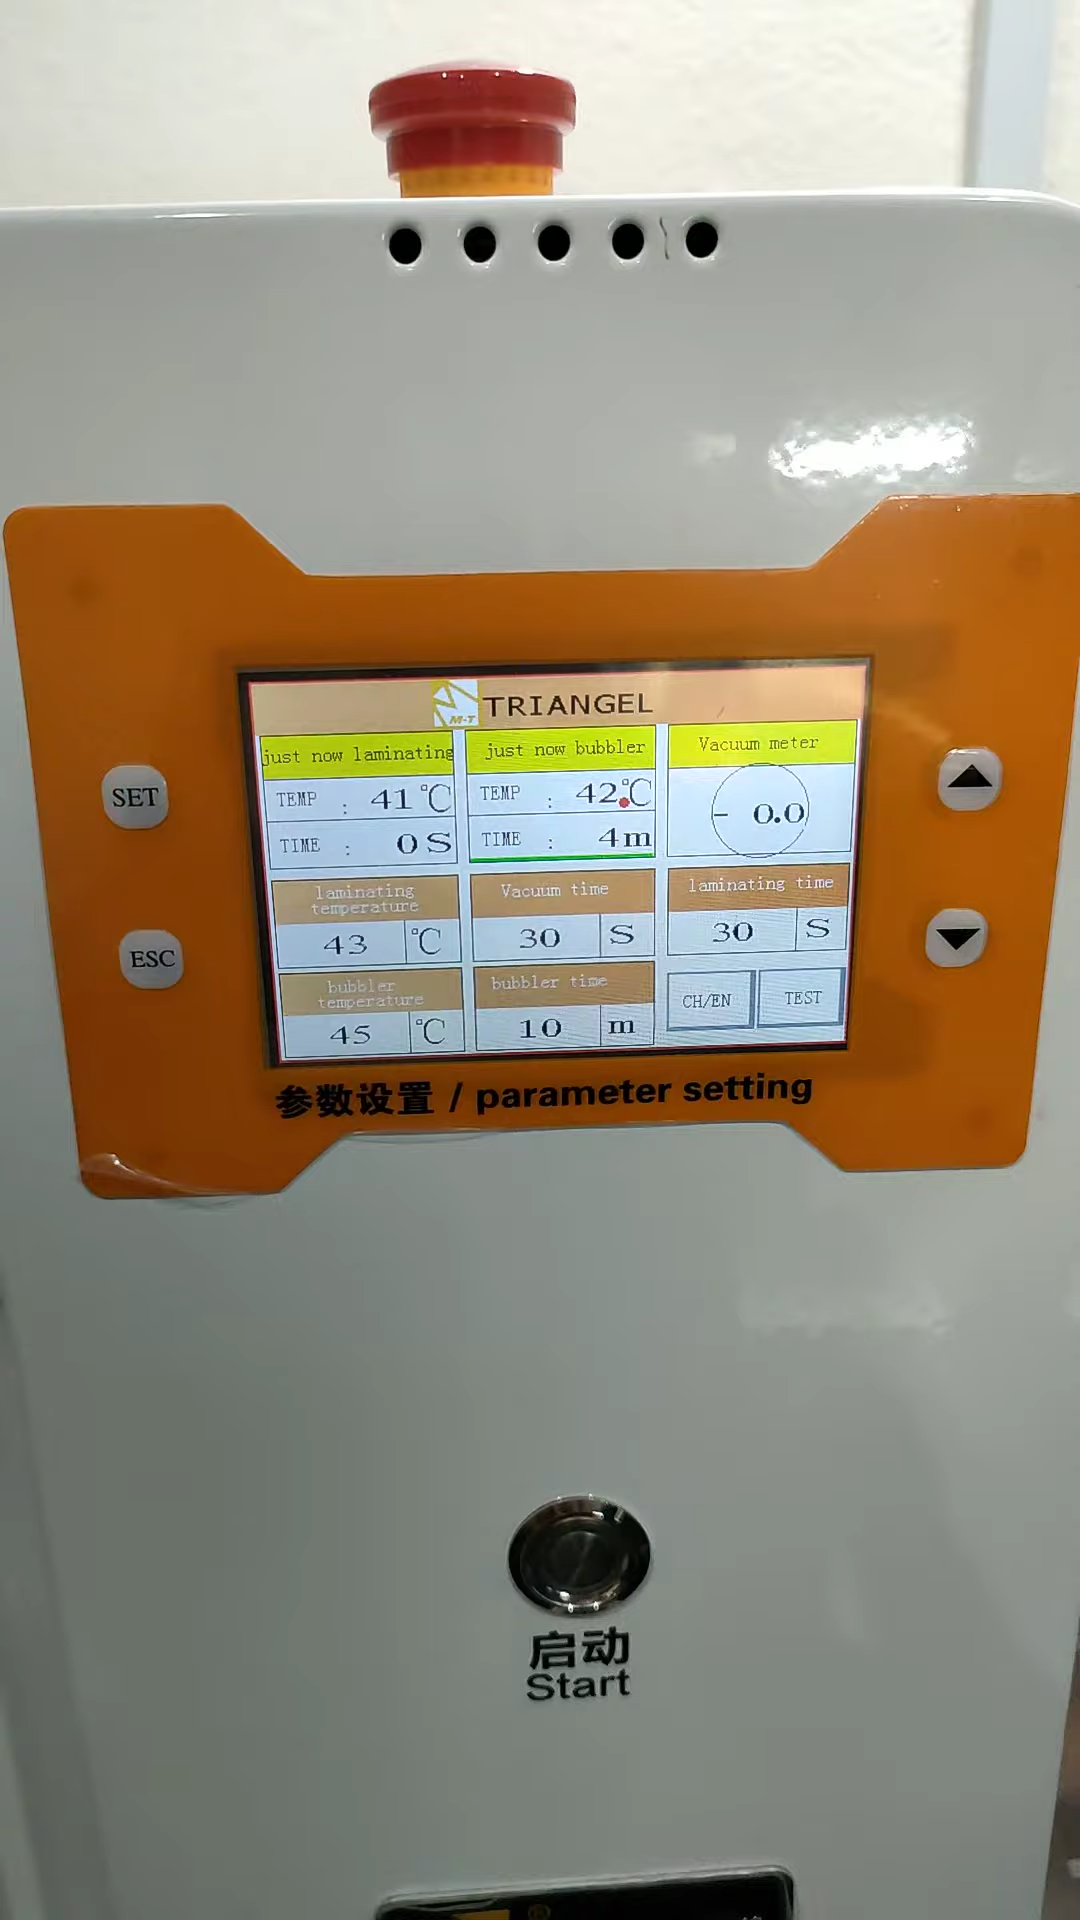 M-T TRIANGEL
just now laminating
TEMP : 41 ℃
TIME : 0 S
just now bubbler
TEMP : 42 ℃
TIME : 4 m
Vacuum meter
- 0.0
laminating
temperature
43 ℃
Vacuum time
30 S
laminating time
30 S
bubbler
temperature
45 ℃
bubbler time
10 m
CH/EN
TEST
SET
ESC
参数设置 / parameter setting
启动
Start
®